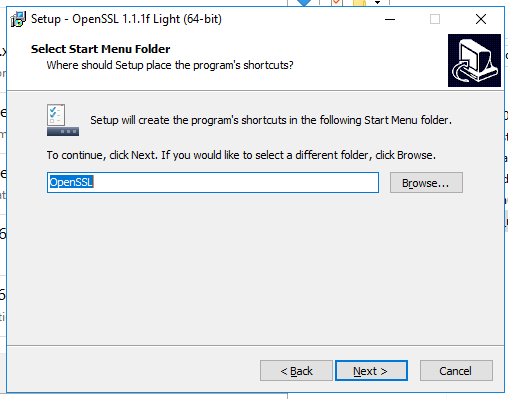 Setup - OpenSSL 1.1.1f Light (64-bit)
Select Start Menu Folder
Where should Setup place the program's shortcuts?
Setup will create the program's shortcuts in the following Start Menu folder.
To continue, click Next. If you would like to select a different folder, click Browse.
OpenSSL
Browse...
< Back
Next >
Cancel